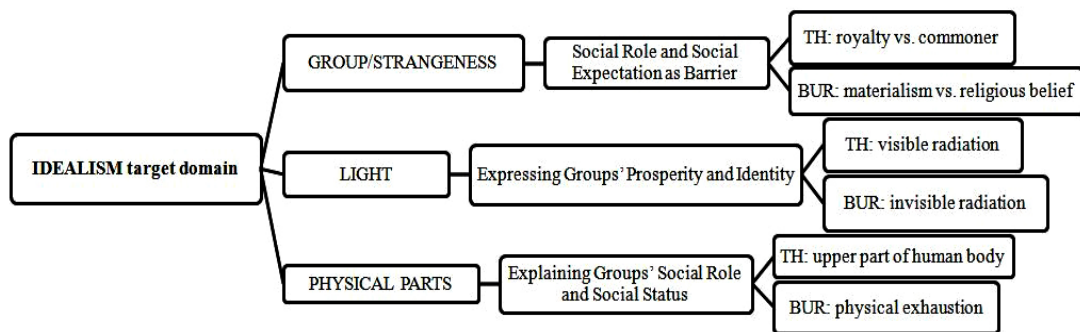 IDEALISM target domain
GROUP/STRANGENESS
Social Role and Social
Expectation as Barrier
TH: royalty vs. commoner
BUR: materialism vs. religious belief
LIGHT
Expressing Groups' Prosperity and Identity
TH: visible radiation
BUR: invisible radiation
PHYSICAL PARTS
Explaining Groups' Social Role
and Social Status
TH: upper part of human body
BUR: physical exhaustion